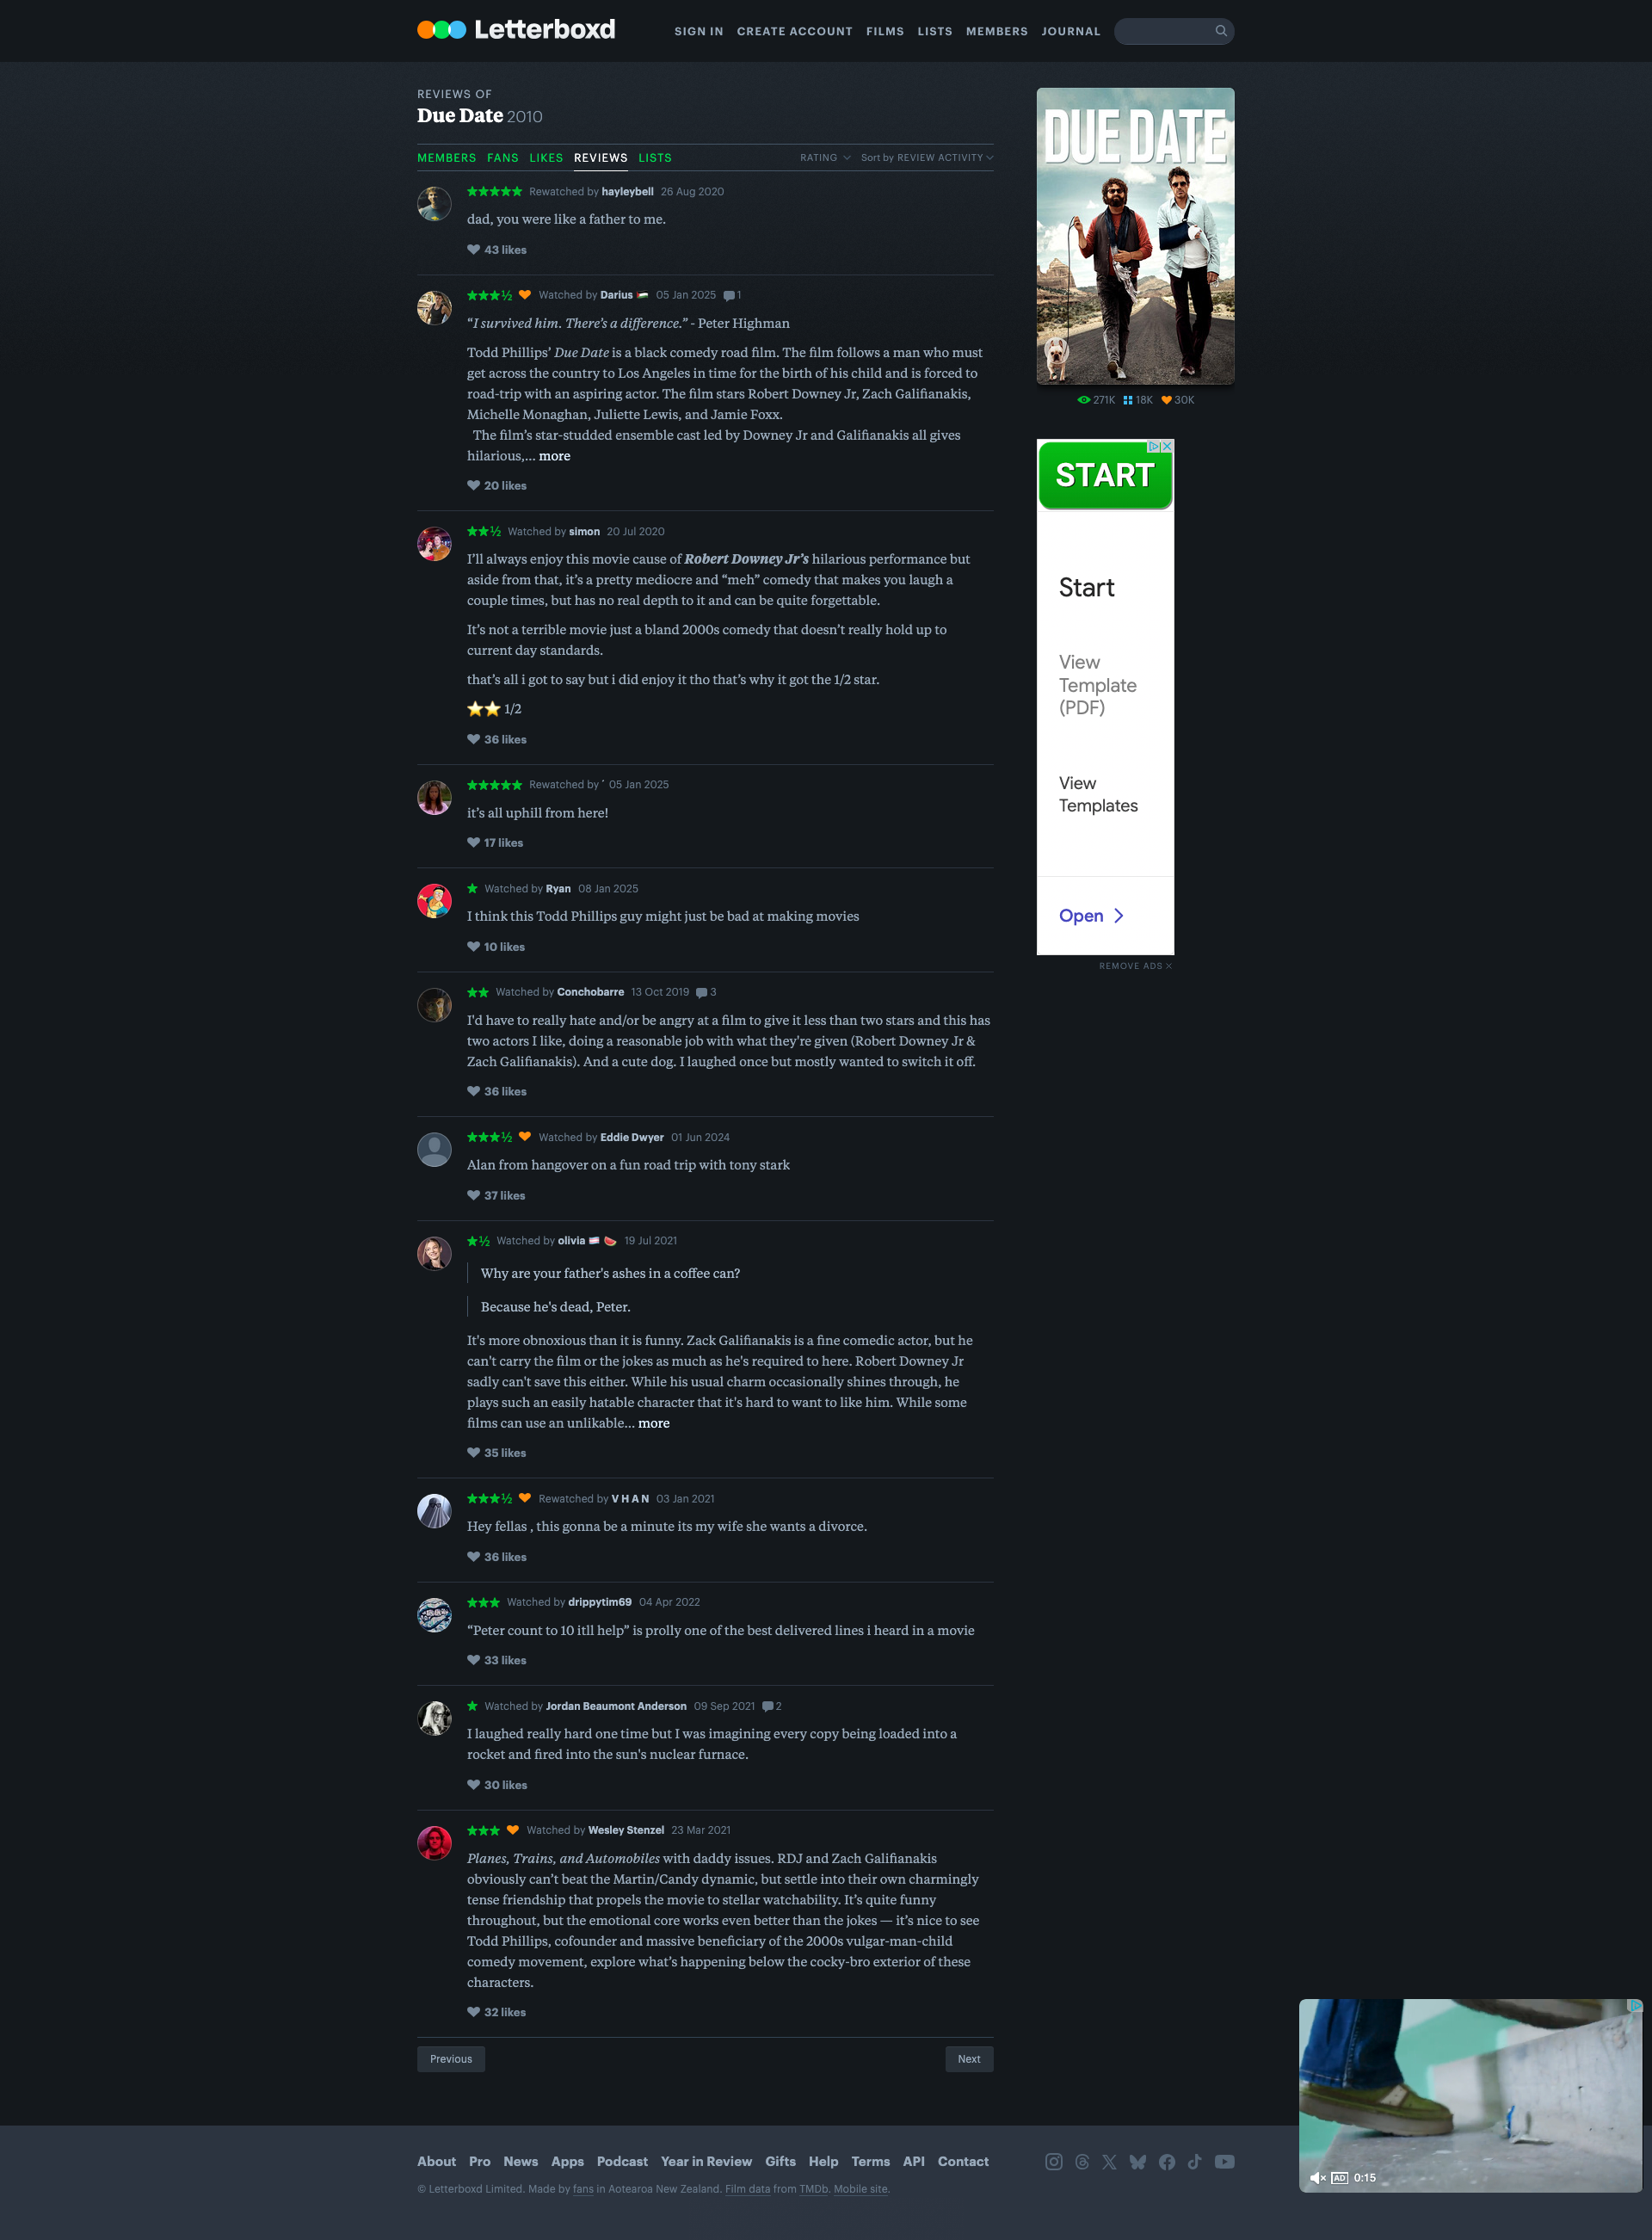 Letterboxd
SIGN IN CREATE ACCOUNT FILMS LISTS MEMBERS JOURNAL
REVIEWS OF
Due Date 2010
MEMBERS FANS LIKES REVIEWS LISTS
RATING Sort by REVIEW ACTIVITY
★★★★★ Rewatched by hayleybell 26 Aug 2020
dad, you were like a father to me.
43 likes
★★★½ Watched by Darius 05 Jan 2025 1
“I survived him. There’s a difference.” - Peter Highman
Todd Phillips’ Due Date is a black comedy road film. The film follows a man who must
get across the country to Los Angeles in time for the birth of his child and is forced to
road-trip with an aspiring actor. The film stars Robert Downey Jr, Zach Galifianakis,
Michelle Monaghan, Juliette Lewis, and Jamie Foxx.
The film’s star-studded ensemble cast led by Downey Jr and Galifianakis all gives
hilarious,… more
20 likes
★★½ Watched by simon 20 Jul 2020
I’ll always enjoy this movie cause of Robert Downey Jr’s hilarious performance but
aside from that, it’s a pretty mediocre and “meh” comedy that makes you laugh a
couple times, but has no real depth to it and can be quite forgettable.
It’s not a terrible movie just a bland 2000s comedy that doesn’t really hold up to
current day standards.
that’s all i got to say but i did enjoy it tho that’s why it got the 1/2 star.
⭐⭐ 1/2
36 likes
★★★★★ Rewatched by ˙ 05 Jan 2025
it’s all uphill from here!
17 likes
★ Watched by Ryan 08 Jan 2025
I think this Todd Phillips guy might just be bad at making movies
10 likes
★★ Watched by Conchobarre 13 Oct 2019 3
I'd have to really hate and/or be angry at a film to give it less than two stars and this has
two actors I like, doing a reasonable job with what they're given (Robert Downey Jr &
Zach Galifianakis). And a cute dog. I laughed once but mostly wanted to switch it off.
36 likes
★★★½ Watched by Eddie Dwyer 01 Jun 2024
Alan from hangover on a fun road trip with tony stark
37 likes
★½ Watched by olivia 19 Jul 2021
Why are your father's ashes in a coffee can?
Because he's dead, Peter.
It's more obnoxious than it is funny. Zack Galifianakis is a fine comedic actor, but he
can't carry the film or the jokes as much as he's required to here. Robert Downey Jr
sadly can't save this either. While his usual charm occasionally shines through, he
plays such an easily hatable character that it's hard to want to like him. While some
films can use an unlikable… more
35 likes
★★★½ Rewatched by V H A N 03 Jan 2021
Hey fellas , this gonna be a minute its my wife she wants a divorce.
36 likes
★★★ Watched by drippytim69 04 Apr 2022
“Peter count to 10 itll help” is prolly one of the best delivered lines i heard in a movie
33 likes
★ Watched by Jordan Beaumont Anderson 09 Sep 2021 2
I laughed really hard one time but I was imagining every copy being loaded into a
rocket and fired into the sun's nuclear furnace.
30 likes
★★★ Watched by Wesley Stenzel 23 Mar 2021
Planes, Trains, and Automobiles with daddy issues. RDJ and Zach Galifianakis
obviously can’t beat the Martin/Candy dynamic, but settle into their own charmingly
tense friendship that propels the movie to stellar watchability. It’s quite funny
throughout, but the emotional core works even better than the jokes — it’s nice to see
Todd Phillips, cofounder and massive beneficiary of the 2000s vulgar-man-child
comedy movement, explore what’s happening below the cocky-bro exterior of these
characters.
32 likes
Previous Next
DUE DATE
271K 18K 30K
START
Start
View
Template
(PDF)
View
Templates
Open
REMOVE ADS
AD 0:15
About Pro News Apps Podcast Year in Review Gifts Help Terms API Contact
© Letterboxd Limited. Made by fans in Aotearoa New Zealand. Film data from TMDb. Mobile site.